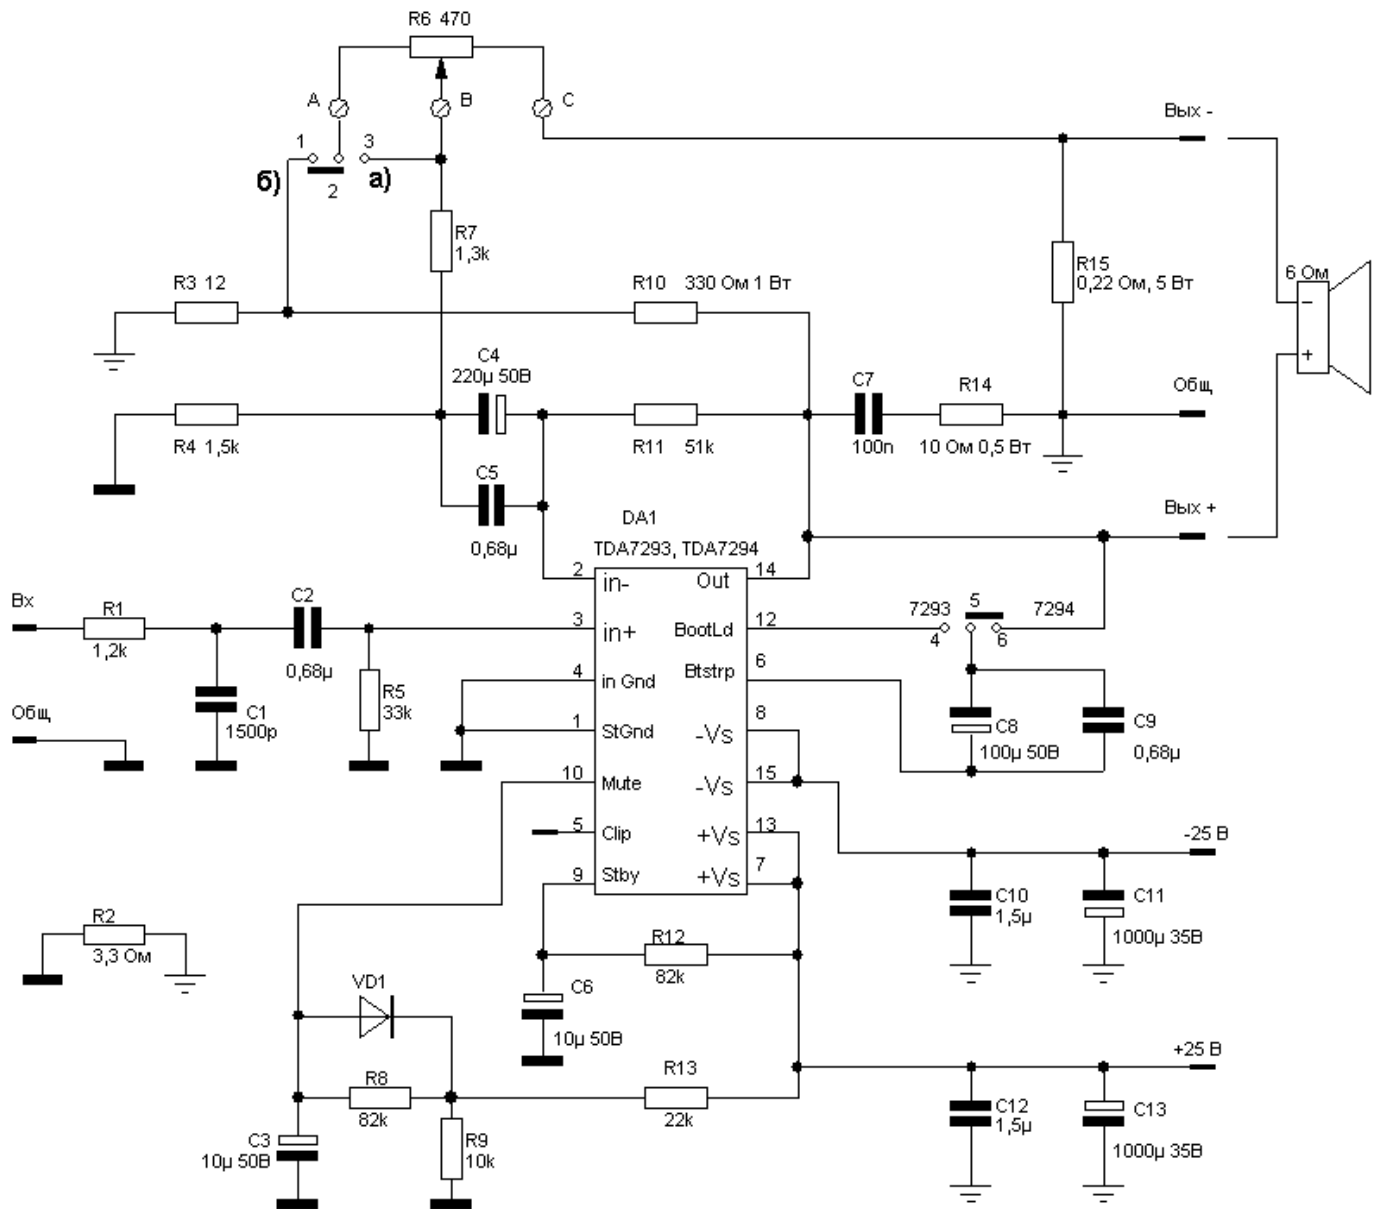 R6 470
A
B
C
Вых -
1
3
б)
а)
2
R7
1,3k
R15
0,22 Ом, 5 Вт
6 Ом
−
+
R3 12
R10 330 Ом 1 Вт
C4
220µ 50В
C7
R14
Общ
R4 1,5k
R11 51k
100n
10 Ом 0,5 Вт
C5
0,68µ
Вых +
DA1
TDA7293, TDA7294
2
in-
Out
14
Вх
R1
1,2k
C2
0,68µ
3
in+
BootLd
12
7293
5
7294
4
6
C1
1500p
R5
33k
4
in Gnd
Btstrp
6
Общ
1
StGnd
-Vs
8
C8
100µ 50В
C9
0,68µ
10
Mute
-Vs
15
5
Clip
+Vs
13
-25 В
9
Stby
+Vs
7
C10
1,5µ
C11
1000µ 35В
R2
3,3 Ом
R12
82k
VD1
C6
10µ 50В
R8
82k
R13
22k
+25 В
C3
10µ 50В
R9
10k
C12
1,5µ
C13
1000µ 35В